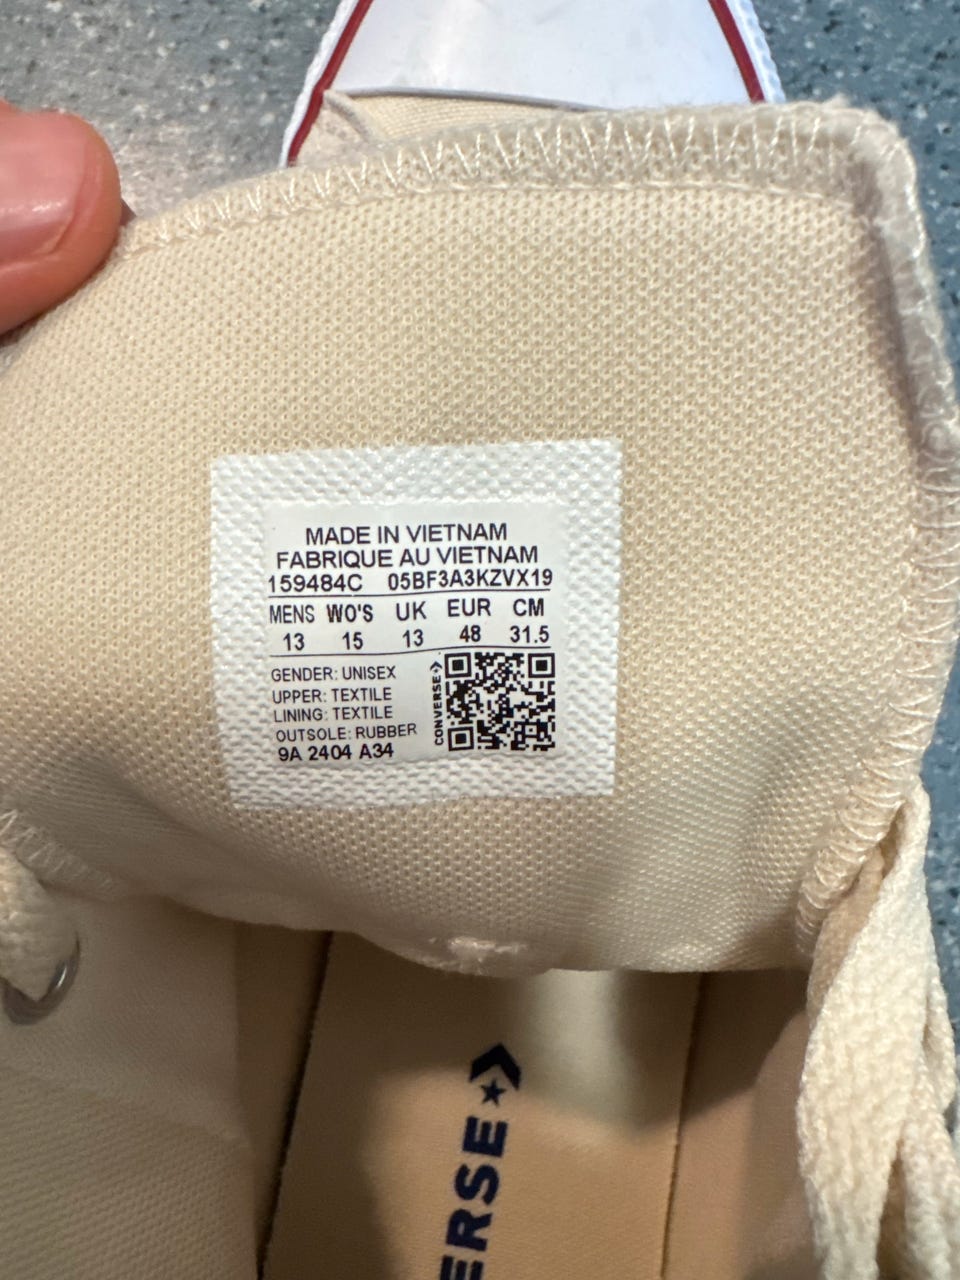 MADE IN VIETNAM
FABRIQUE AU VIETNAM
159484C 05BF3A3KZVX19
MENS WO'S UK EUR CM
13 15 13 48 31.5
GENDER: UNISEX
UPPER: TEXTILE
LINING: TEXTILE
OUTSOLE: RUBBER
9A 2404 A34
CONVERSE
ERSE